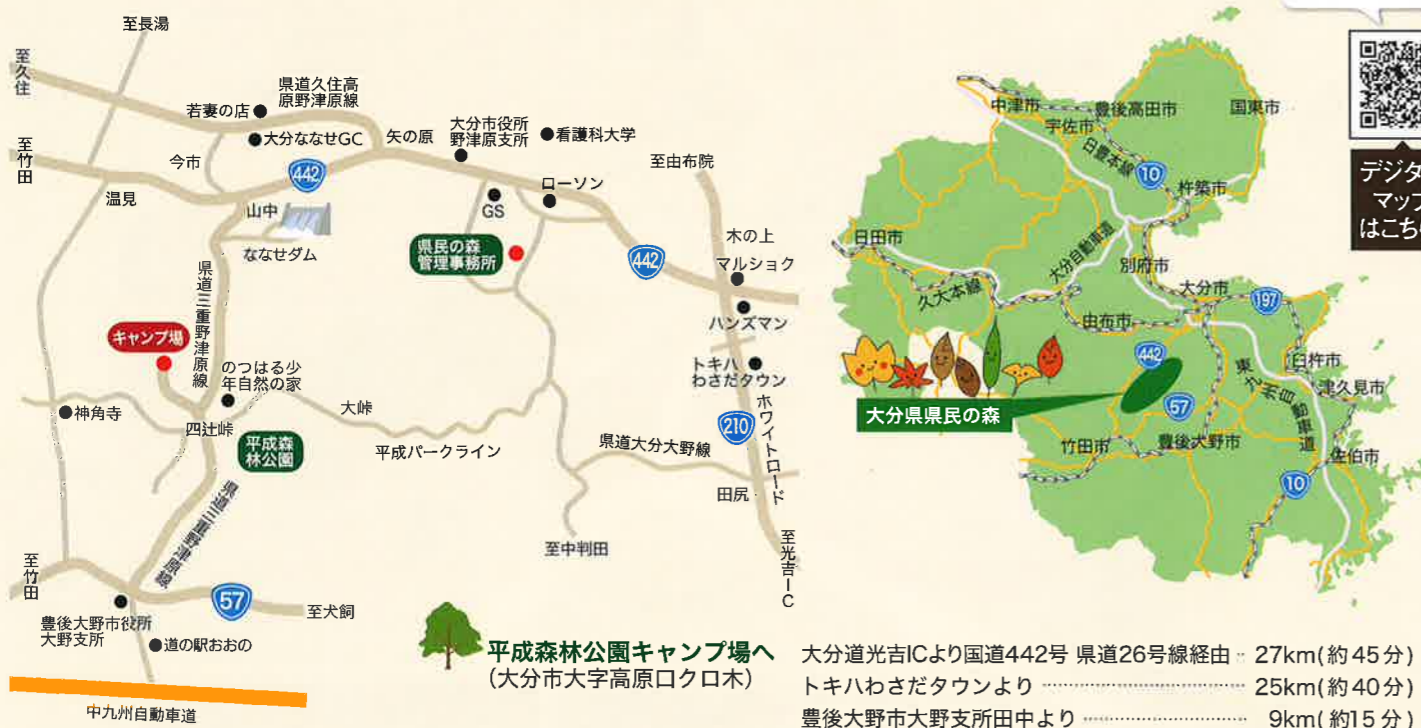 至長湯
至久住
県道久住高
原野津原線
若妻の店
大分ななせGC
矢の原
大分市役所
野津原支所
看護科大学
至由布院
至竹田
今市
442
温見
山中
ななせダム
GS
ローソン
県民の森
管理事務所
442
木の上
マルショク
ハンズマン
トキハ
わさだタウン
ホワイトロード
210
県道三重野津原線
キャンプ場
のつはる少
年自然の家
神角寺
四辻峠
大峠
平成森
林公園
平成パークライン
県道大分大野線
田尻
県道三重野津原線
至中判田
至光吉IC
至竹田
57
至犬飼
豊後大野市役所
大野支所
道の駅おおの
中九州自動車道
中津市
豊後高田市
国東市
宇佐市
日豊本線
10
杵築市
日田市
大分自動車道
別府市
久大本線
大分市
197
由布市
442
臼杵市
津久見市
東九州自動車道
大分県県民の森
57
竹田市
豊後大野市
佐伯市
10
デジタ
マップ
はこち
平成森林公園キャンプ場へ
(大分市大字高原口クロ木)
大分道光吉ICより国道442号 県道26号線経由 27km(約45分)
トキハわさだタウンより 25km(約40分)
豊後大野市大野支所田中より 9km(約15分)